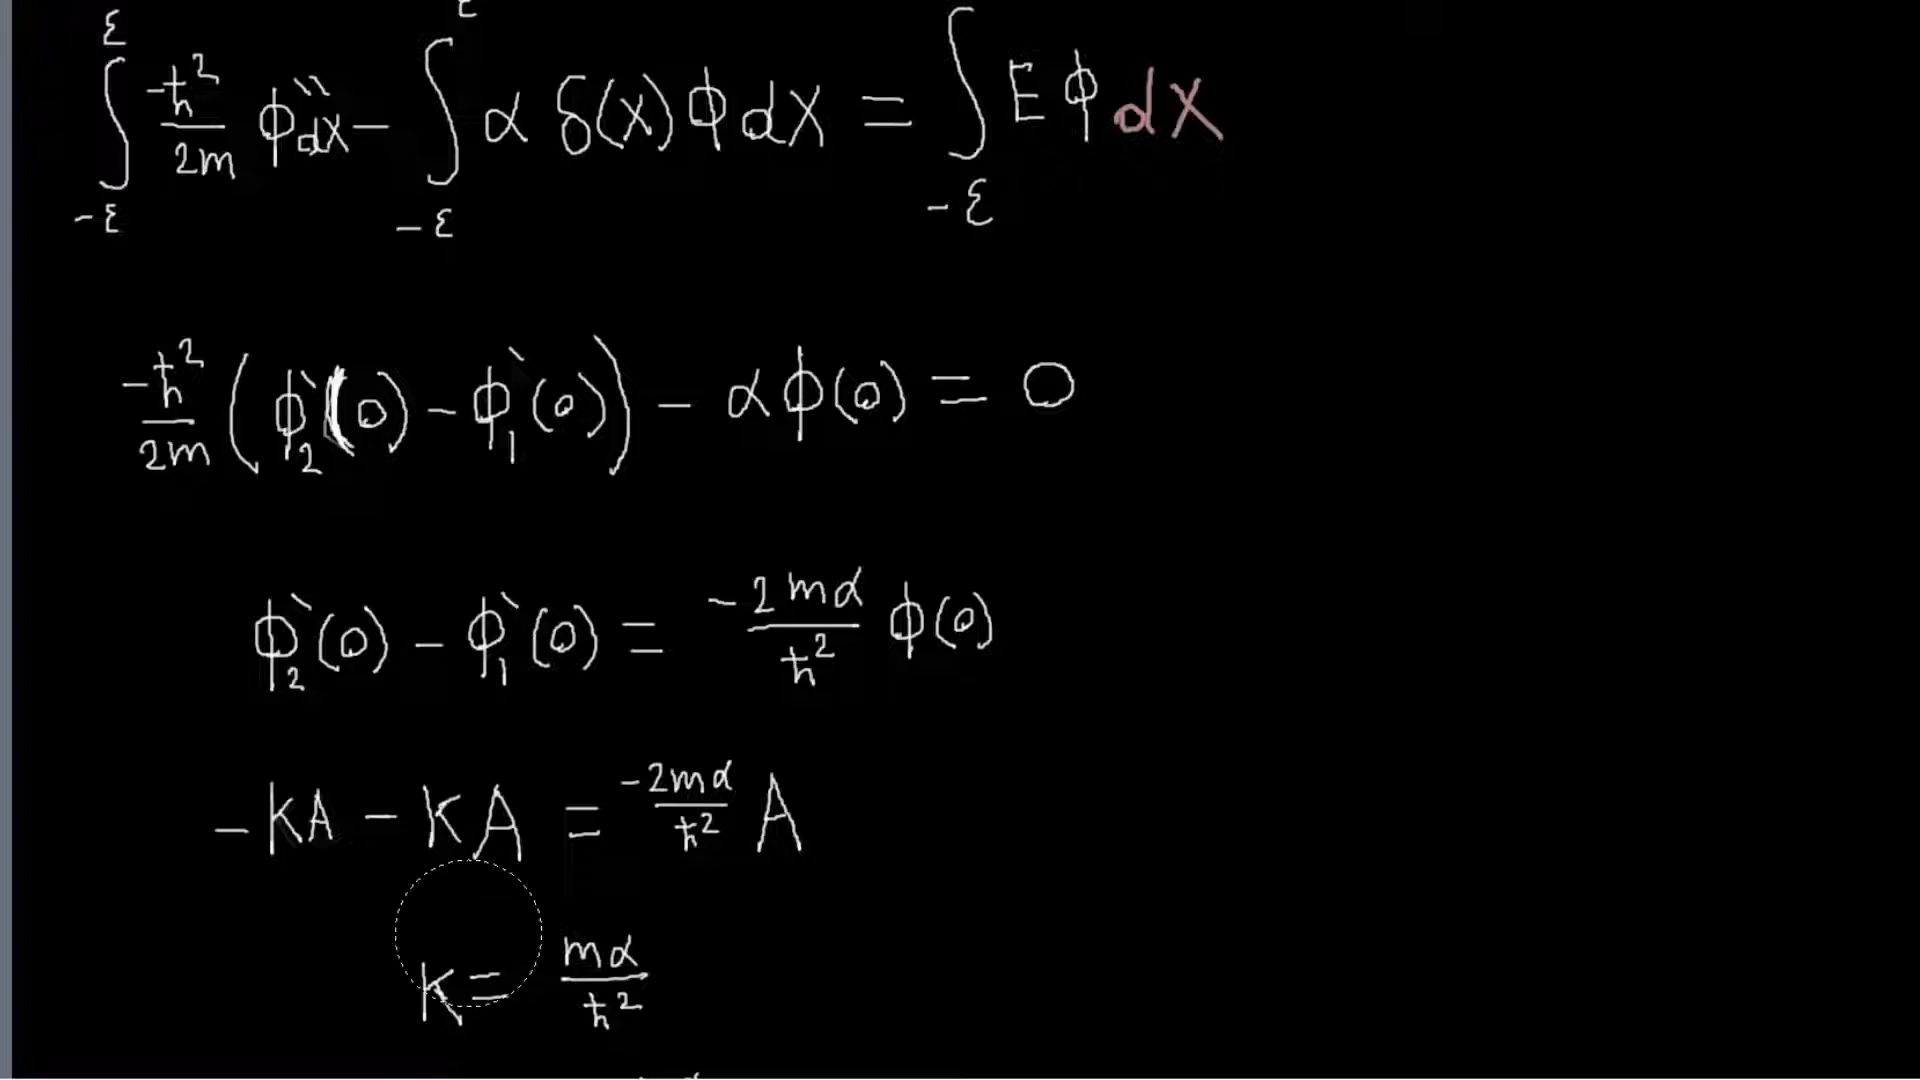 ∫_{-ε}^{ε} -ħ²/2m ϕ``dx - ∫_{-ε}^{ε} α δ(x) ϕ dx = ∫_{-ε} E ϕ dx
-ħ²/2m (ϕ₂`(0) - ϕ₁`(0)) - α ϕ(0) = 0
ϕ₂`(0) - ϕ₁`(0) = -2mα/ħ² ϕ(0)
- KA - KA = -2mα/ħ² A
K = mα/ħ²